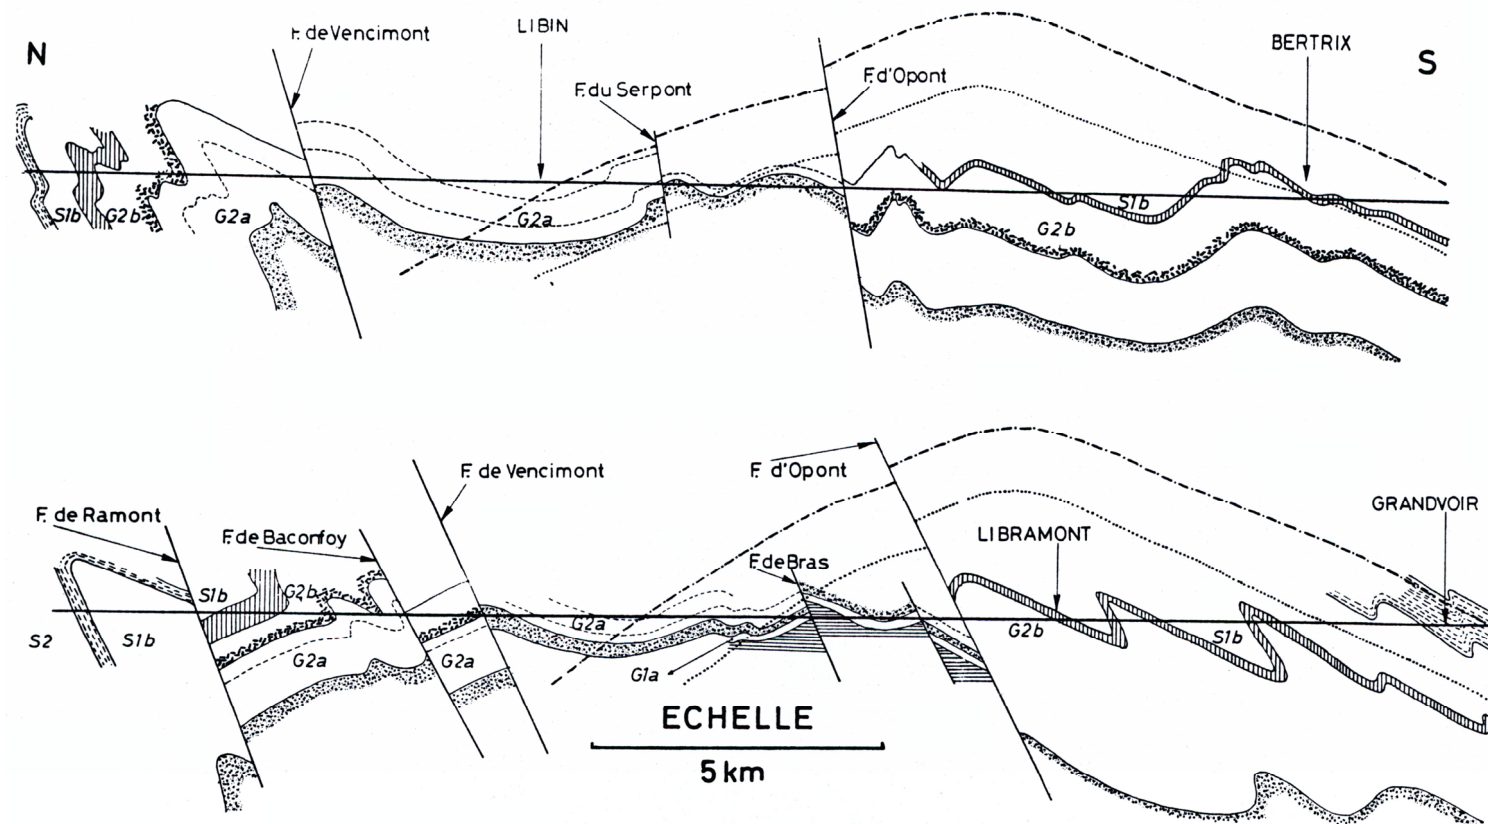 N
F. de Vencimont
LIBIN
F. du Serpont
F. d'Opont
BERTRIX
S
S1b
G2b
G2a
G2a
G2b
S1b
F. de Ramont
F. de Baconfoy
F. de Vencimont
F. d'Opont
F. de Bras
LIBRAMONT
GRANDVOIR
S2
S1b
S1b
G2b
G2a
G2a
G2a
G1a
G2b
S1b
ECHELLE
5 km